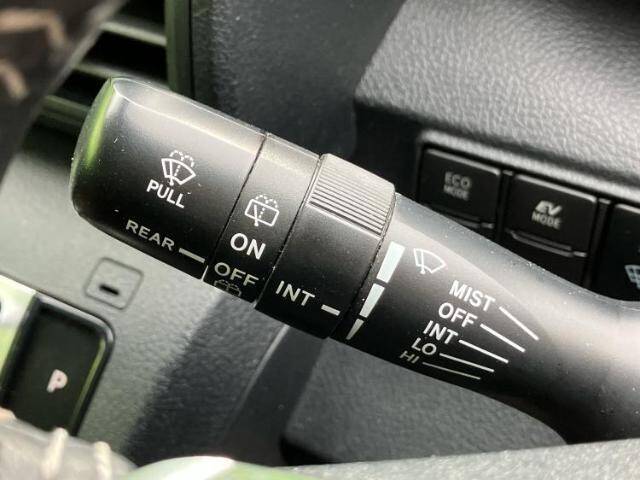 PULL
REAR
ON
OFF
INT
MIST
OFF
INT
LO
HI
ECO
MODE
EV
MODE
P